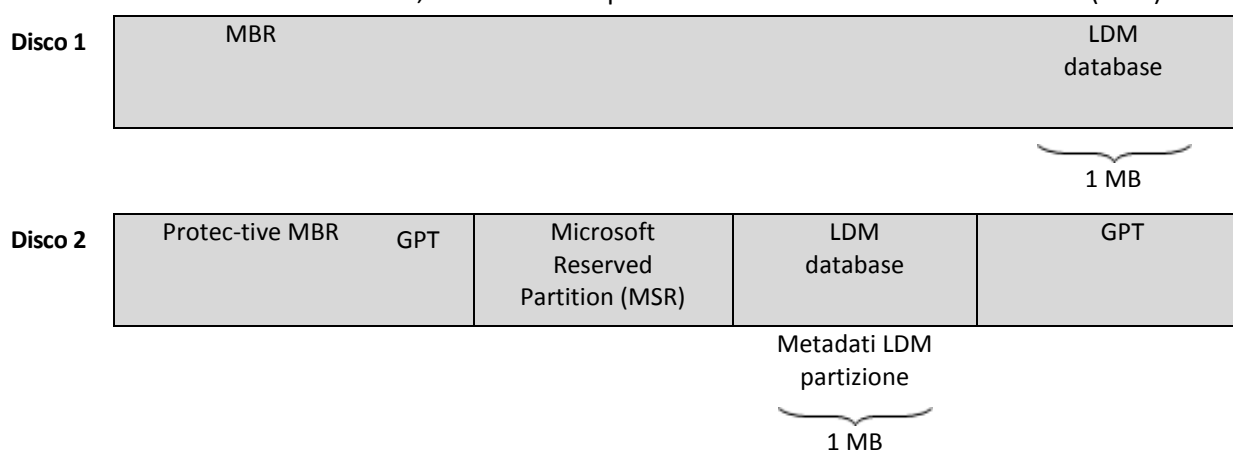 Disco 1
MBR
LDM
database
1 MB
Disco 2
Protec-tive MBR
GPT
Microsoft
Reserved
Partition (MSR)
LDM
database
GPT
Metadati LDM
partizione
1 MB